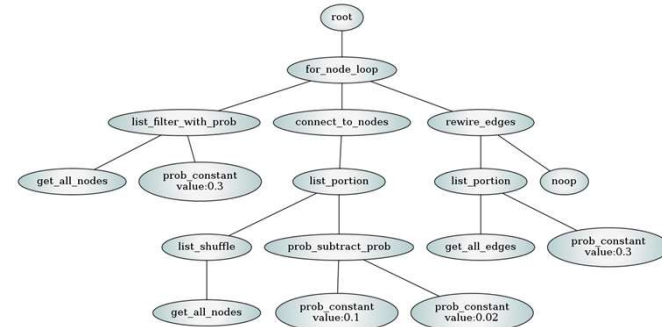 root
for_node_loop
list_filter_with_prob
connect_to_nodes
rewire_edges
get_all_nodes
prob_constant
value:0.3
list_portion
list_portion
noop
list_shuffle
prob_subtract_prob
get_all_edges
prob_constant
value:0.3
get_all_nodes
prob_constant
value:0.1
prob_constant
value:0.02